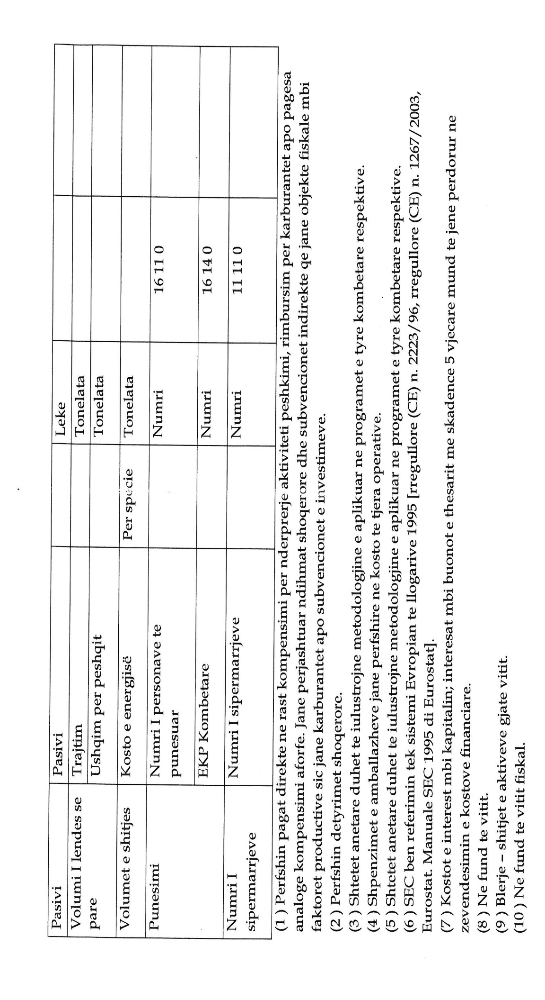 Pasivi Pasivi Leke
Volumi I lendes se Trajtim Tonelata
pare Ushqim per peshqit Tonelata
Volumet e shitjes Kosto e energjisë Per specie Tonelata
Punesimi Numri I personave te Numri 16 11 0
punesuar
EKP Kombetare Numri 16 14 0
Numri I Numri I sipermarrjeve Numri 11 11 0
sipermarrjeve
(1 ) Perfshin pagat direkte ne rast kompensimi per nderprerje aktiviteti peshkimi, rimbursim per karburantet apo pagesa
analoge kompensimi aforfe. Jane perjashtuar ndihmat shoqerore dhe subvencionet indirekte qe jane objekte fiskale mbi
faktoret productive sic jane karburantet apo subvencionet e investimeve.
(2 ) Perfshin detyrimet shoqerore.
(3 ) Shtetet anetare duhet te iulustrojne metodologjine e aplikuar ne programet e tyre kombetare respektive.
(4 ) Shpenzimet e amballazheve jane perfshire ne kosto te tjera operative.
(5 ) Shtetet anetare duhet te iulustrojne metodologjine e aplikuar ne programet e tyre kombetare respektive.
(6 ) SEC ben referimin tek sistemi Evropian te llogarive 1995 [rregullore (CE) n. 2223/96, rregullore (CE) n. 1267/2003,
Eurostat. Manuale SEC 1995 di Eurostat].
(7 ) Kostot e interest mbi kapitalin; interesat mbi buonot e thesarit me skadence 5 vjecare mund te jene perdorur ne
zevendesimin e kostove financiare.
(8 ) Ne fund te vitit.
(9 ) Blerje – shitjet e aktiveve gjate vitit.
(10 ) Ne fund te vitit fiskal.